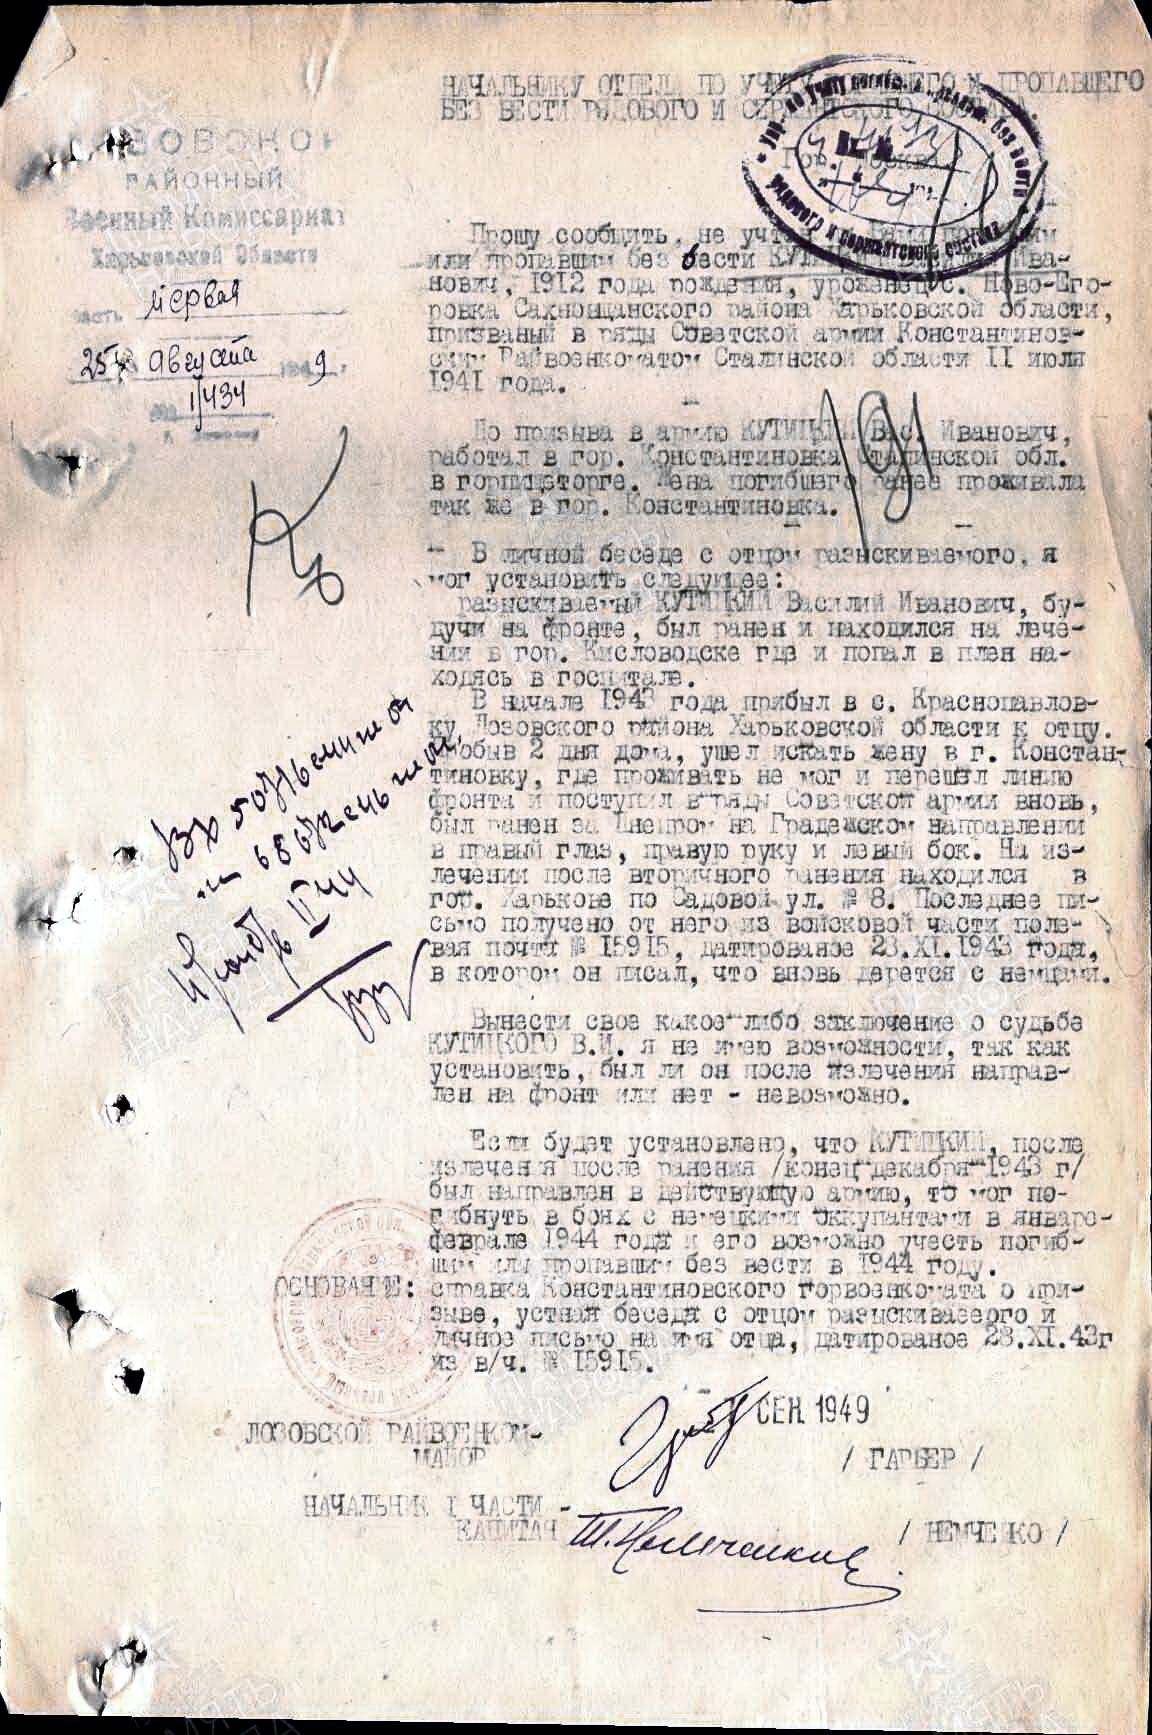 НАЧАЛЬНИКУ ОТДЕЛА ПО УЧЕТУ ПОГИБШЕГО И ПРОПАВШЕГО
БЕЗ ВЕСТИ РЯДОВОГО И СЕРЖАНТСКОГО СОСТАВА
Гор. Москва
РАЙОННЫЙ
Военный Комиссариат
Харьковской Области
часть первая
25 августа 1949
1/434
Прошу сообщить, не учтен
или пропавшим без вести Ива-
нович, 1912 года рождения, уроженец с. Ново-Его-
ровка Сахновщанского района Харьковской области,
призваный в ряды Советской армии Константинов-
ским Райвоенкоматом Сталинской области 11 июля
1941 года.
До призыва в армию КУТИЦКИЙ Вас. Иванович,
работал в гор. Константиновка Сталинской обл.
в горпищеторге. Жена погибшего ранее проживала
так же в гор. Константиновка.
В личной беседе с отцом разыскиваемого, я
мог установить следующее:
разыскиваемый КУТИЦКИЙ Василий Иванович, бу-
дучи на фронте, был ранен и находился на лече-
нии в гор. Кисловодске где и попал в плен на-
ходясь в госпитале.
В начале 1943 года прибыл в с. Краснопавлов-
ку, Лозовского района Харьковской области к отцу.
Пробыв 2 дня дома, ушел искать жену в г. Констан-
тиновку, где проживать не мог и перешел линию
фронта и поступил в ряды Советской армии вновь,
был ранен за Днепром на Градежском направлении
в правый глаз, правую руку и левый бок. На из-
лечении после вторичного ранения находился в
гор. Харькове по Садовой ул. № 8. Последнее пи-
сьмо получено от него из войсковой части поле-
вая почта № 15915, датированое 23.XI.1943 года,
в котором он писал, что вновь дерется с немцами.
Вынести свое какое либо заключение о судьбе
КУТИЦКОГО В.И. я не имею возможности, так как
установить, был ли он после излечения направ-
лен на фронт или нет - невозможно.
Если будет установлено, что КУТИЦКИЙ, после
излечения после ранения /конец декабря 1943 г/
был направлен в действующую армию, то мог по-
гибнуть в боях с немецкими оккупантами в январе-
феврале 1944 года и его возможно учесть погиб-
шим или пропавшим без вести в 1944 году.
ОСНОВАНИЕ: справка Константиновского горвоенкомата о при-
зыве, устная беседа с отцом разыскиваеого и
личное письмо на имя отца, датированое 23.XI.43г
из в/ч. № 15915.
СЕН 1949
ЛОЗОВСКОЙ РАЙВОЕНКОМ-
МАЙОР / ГАРБЕР /
НАЧАЛЬНИК 1 ЧАСТИ -
КАПИТАН / НЕМЧЕНКО /